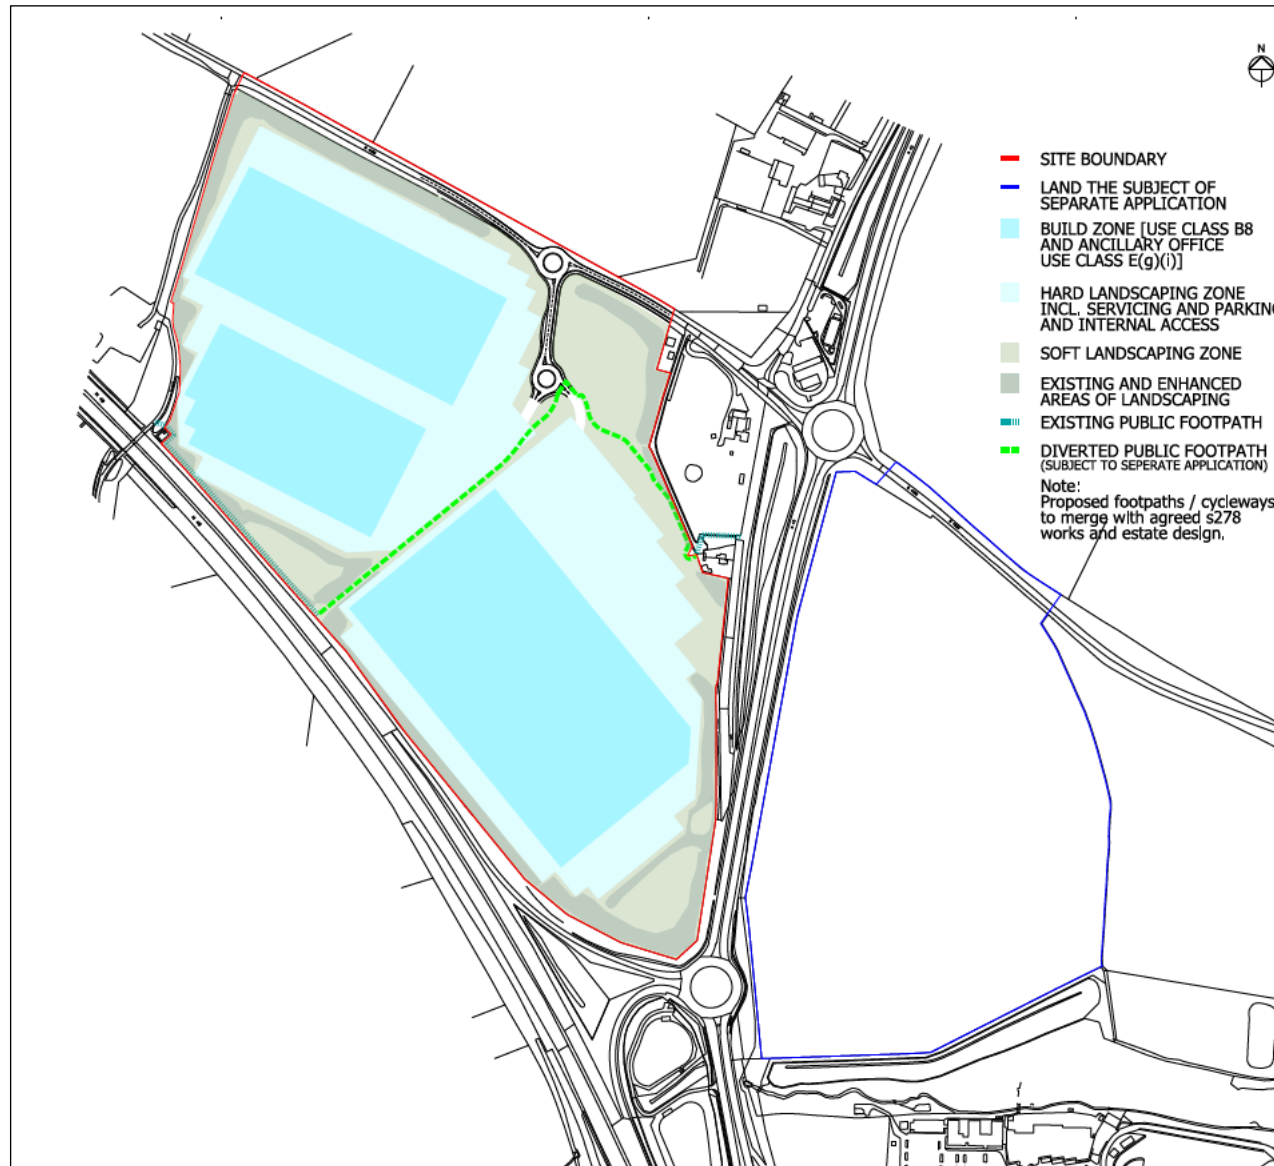 N
SITE BOUNDARY
LAND THE SUBJECT OF
SEPARATE APPLICATION
BUILD ZONE [USE CLASS B8
AND ANCILLARY OFFICE
USE CLASS E(g)(i)]
HARD LANDSCAPING ZONE
INCL. SERVICING AND PARKING
AND INTERNAL ACCESS
SOFT LANDSCAPING ZONE
EXISTING AND ENHANCED
AREAS OF LANDSCAPING
EXISTING PUBLIC FOOTPATH
DIVERTED PUBLIC FOOTPATH
(SUBJECT TO SEPERATE APPLICATION)
Note:
Proposed footpaths / cycleways
to merge with agreed s278
works and estate design.